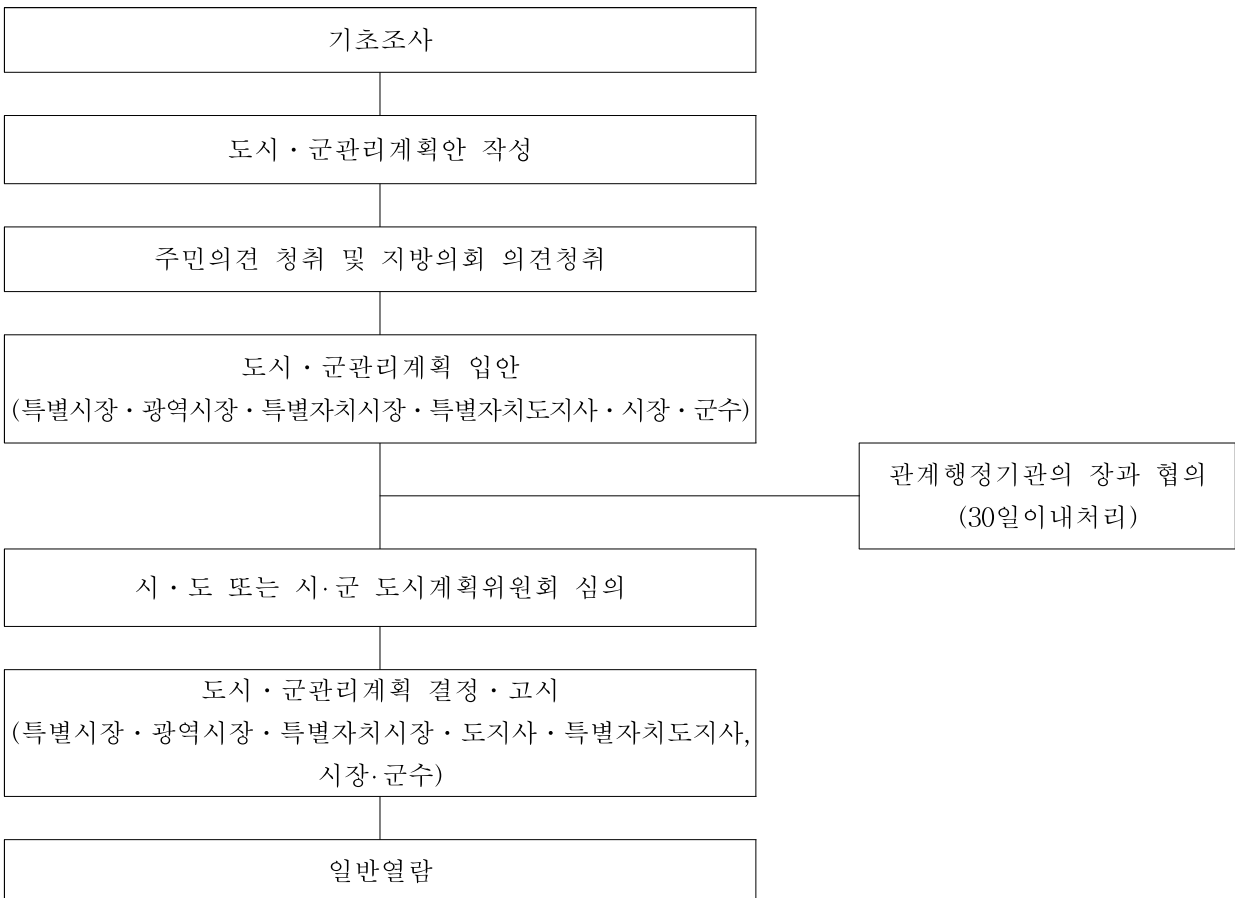 기초조사
도시・군관리계획안 작성
주민의견 청취 및 지방의회 의견청취
도시・군관리계획 입안
(특별시장・광역시장・특별자치시장・특별자치도지사・시장・군수)
관계행정기관의 장과 협의
(30일이내처리)
시・도 또는 시·군 도시계획위원회 심의
도시・군관리계획 결정・고시
(특별시장・광역시장・특별자치시장・도지사・특별자치도지사,
시장·군수)
일반열람